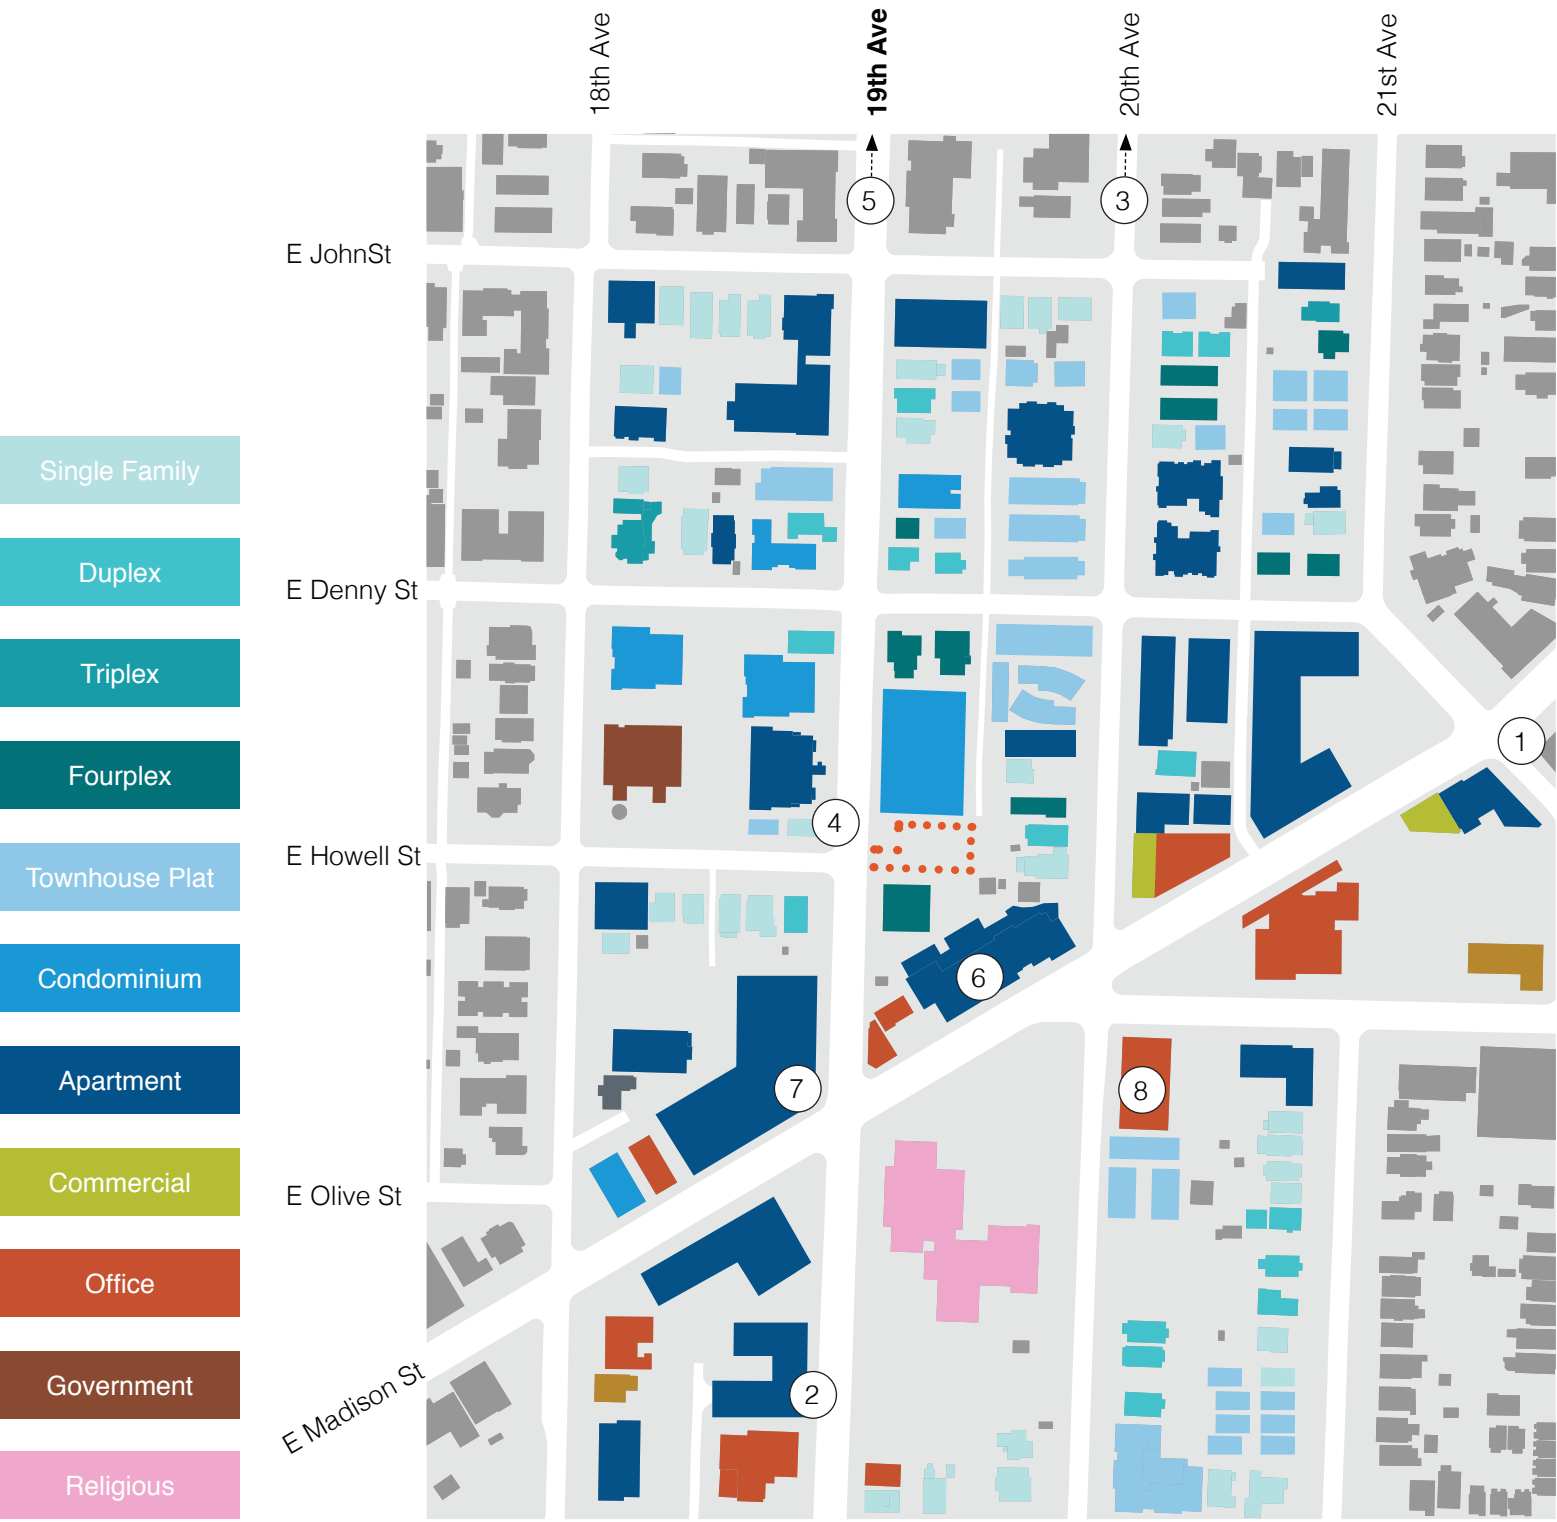 18th Ave
19th Ave
20th Ave
21st Ave
5
3
E JohnSt
Single Family
Duplex
E Denny St
Triplex
1
Fourplex
4
E Howell St
Townhouse Plat
Condominium
6
Apartment
7
8
Commercial
E Olive St
Office
Government
2
E Madison St
Religious